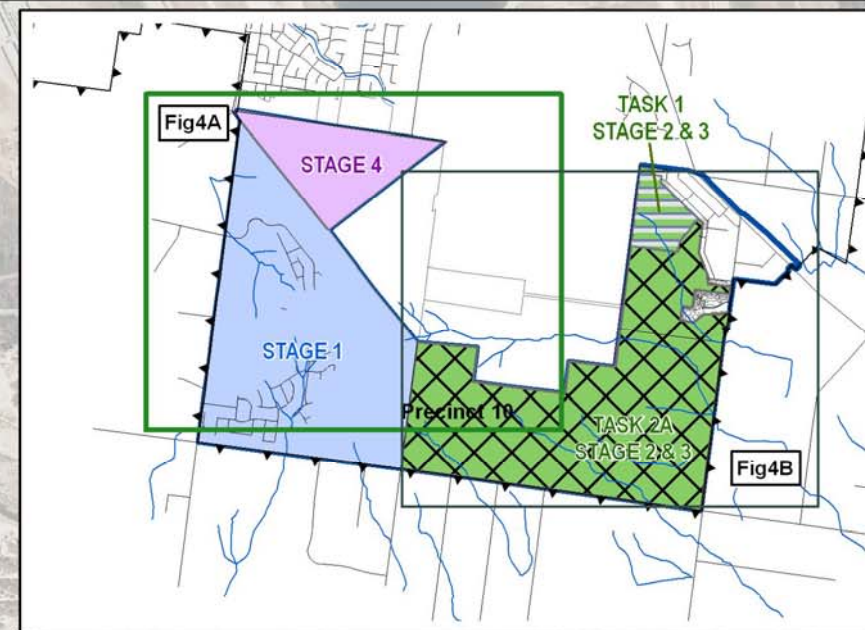 Fig4A
TASK 1
STAGE 2 & 3
STAGE 4
STAGE 1
Precinct 10
TASK 2A
STAGE 2 & 3
Fig4B